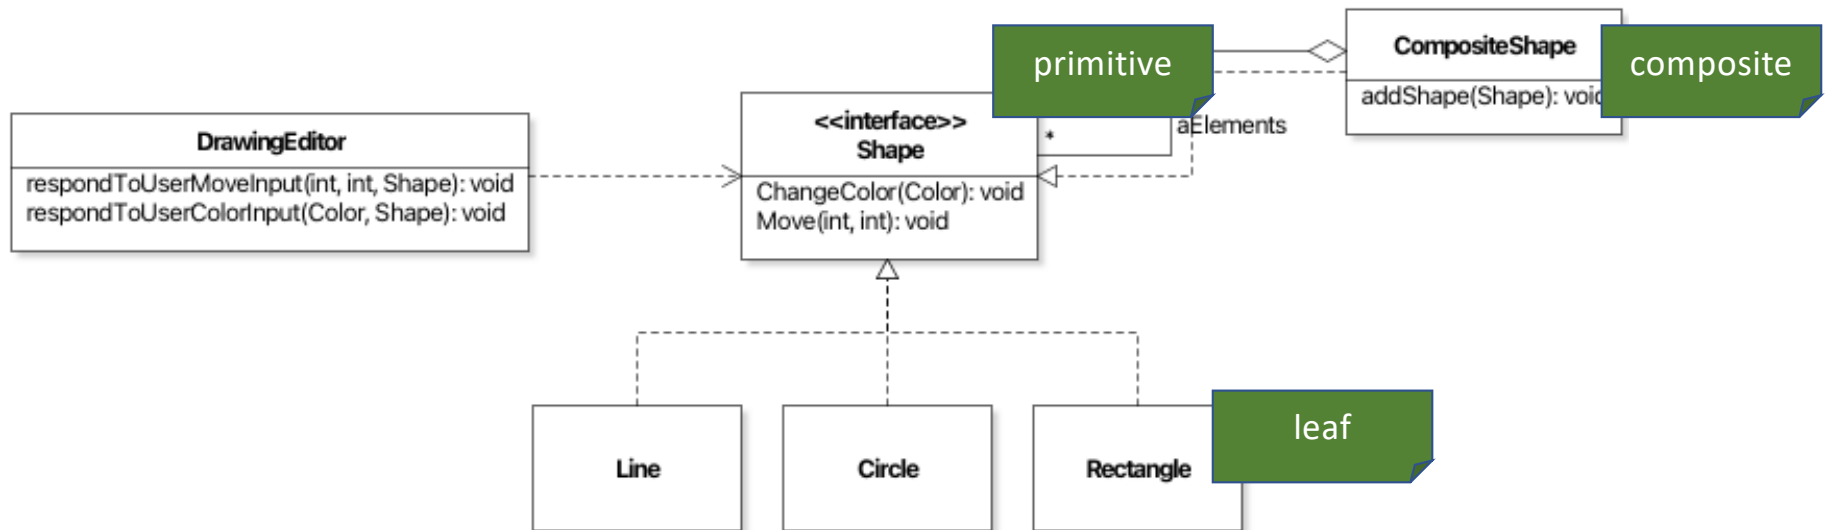 primitive
CompositeShape
composite
addShape(Shape): void
<<interface>>
Shape
*
aElements
DrawingEditor
respondToUserMoveInput(int, int, Shape): void
respondToUserColorInput(Color, Shape): void
ChangeColor(Color): void
Move(int, int): void
leaf
Line
Circle
Rectangle